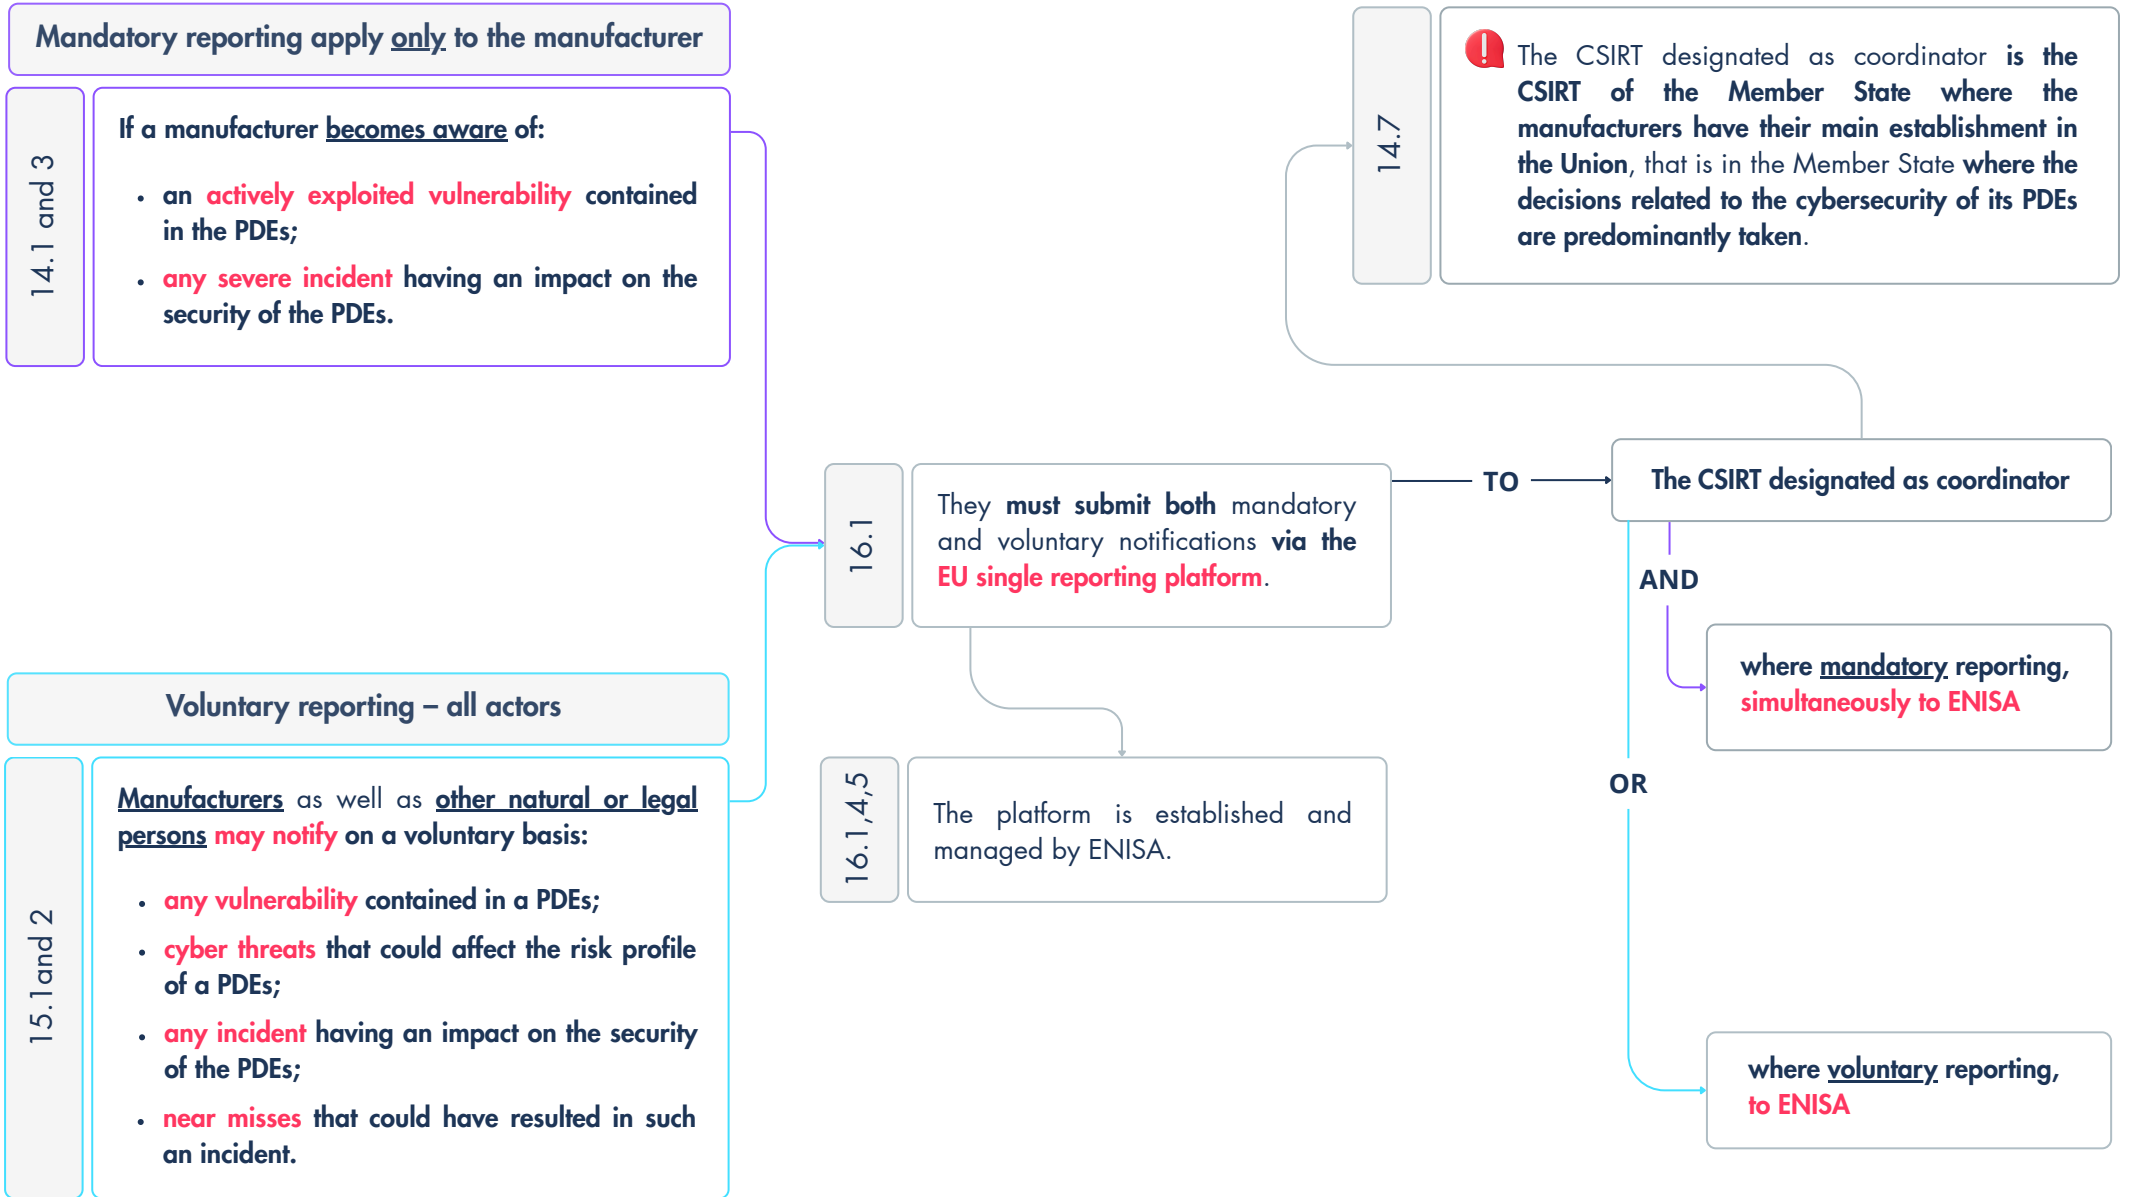 Mandatory reporting apply only to the manufacturer
14.1 and 3
If a manufacturer becomes aware of:
• an actively exploited vulnerability contained
in the PDEs;
• any severe incident having an impact on the
security of the PDEs.
Voluntary reporting – all actors
15.1and 2
Manufacturers as well as other natural or legal
persons may notify on a voluntary basis:
• any vulnerability contained in a PDEs;
• cyber threats that could affect the risk profile
of a PDEs;
• any incident having an impact on the security
of the PDEs;
• near misses that could have resulted in such
an incident.
16.1
They must submit both mandatory
and voluntary notifications via the
EU single reporting platform.
16.1,4,5
The platform is established and
managed by ENISA.
TO
The CSIRT designated as coordinator
14.7
The CSIRT designated as coordinator is the
CSIRT of the Member State where the
manufacturers have their main establishment in
the Union, that is in the Member State where the
decisions related to the cybersecurity of its PDEs
are predominantly taken.
AND
where mandatory reporting,
simultaneously to ENISA
OR
where voluntary reporting,
to ENISA